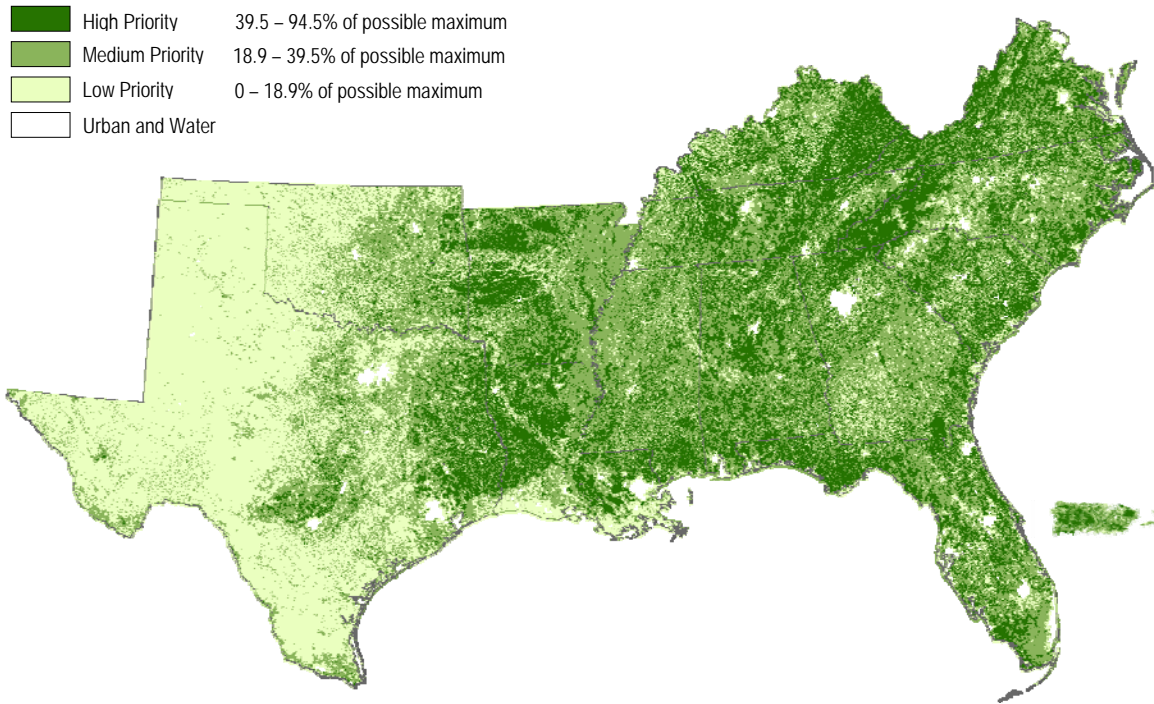 High Priority 39.5 – 94.5% of possible maximum
Medium Priority 18.9 – 39.5% of possible maximum
Low Priority 0 – 18.9% of possible maximum
Urban and Water